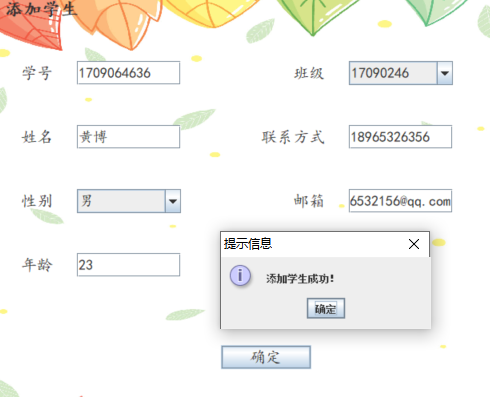 添加学生
学号 1709064636 班级 17090246
姓名 黄博 联系方式 18965326356
性别 男 邮箱 6532156@qq.com
提示信息
添加学生成功!
确定
年龄 23
确定